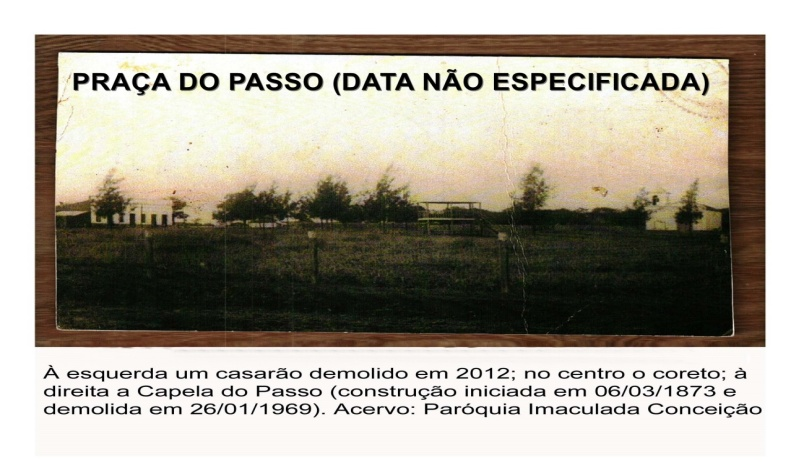 PRAÇA DO PASSO (DATA NÃO ESPECIFICADA)
À esquerda um casarão demolido em 2012; no centro o coreto; à
direita a Capela do Passo (construção iniciada em 06/03/1873 e
demolida em 26/01/1969). Acervo: Paróquia Imaculada Conceição